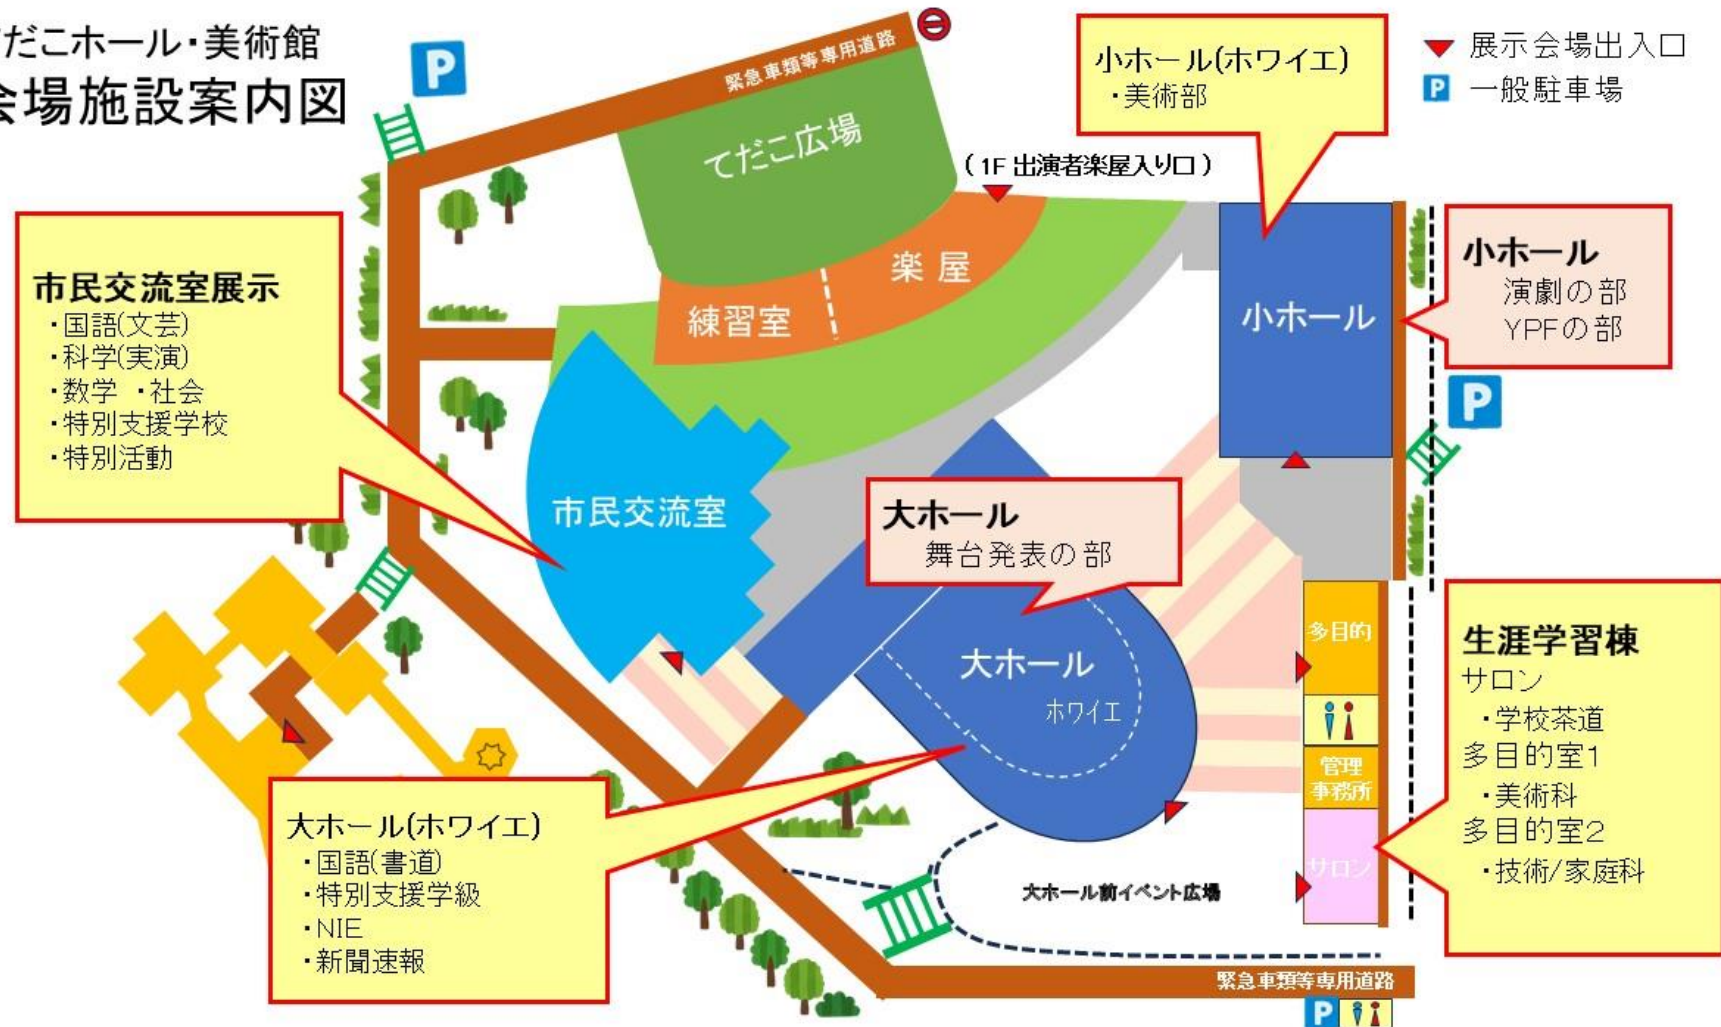 だこホール・美術館
会場施設案内図
P
緊急車類等専用道路
てだこ広場
小ホール(ホワイエ)
・美術部
展示会場出入口
P 一般駐車場
(1F 出演者楽屋入り口)
市民交流室展示
・国語(文芸)
・科学(実演)
・数学 ・社会
・特別支援学校
・特別活動
楽屋
練習室
小ホール
小ホール
演劇の部
YPFの部
P
市民交流室
大ホール
舞台発表の部
大ホール
ホワイエ
多目的
管理
事務所
サロン
生涯学習棟
サロン
・学校茶道
多目的室1
・美術科
多目的室2
・技術/家庭科
大ホール(ホワイエ)
・国語(書道)
・特別支援学級
・NIE
・新聞速報
大ホール前イベント広場
緊急車類等専用道路
P